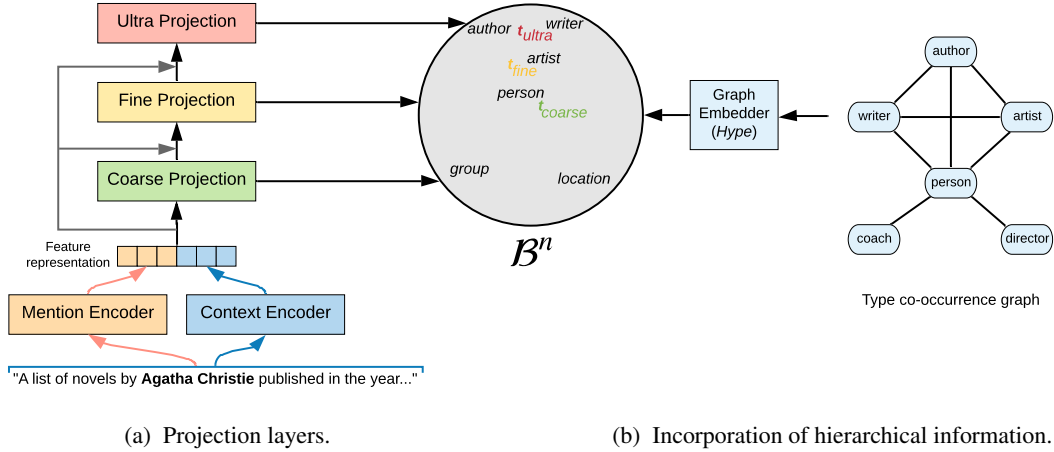 Ultra Projection
Fine Projection
Coarse Projection
Feature
representation
Mention Encoder
Context Encoder
"A list of novels by Agatha Christie published in the year..."
author
t_ultra
writer
artist
t_fine
person
t_coarse
group
location
ℬⁿ
Graph
Embedder
(Hype)
author
writer
artist
person
coach
director
Type co-occurrence graph
(a) Projection layers.
(b) Incorporation of hierarchical information.